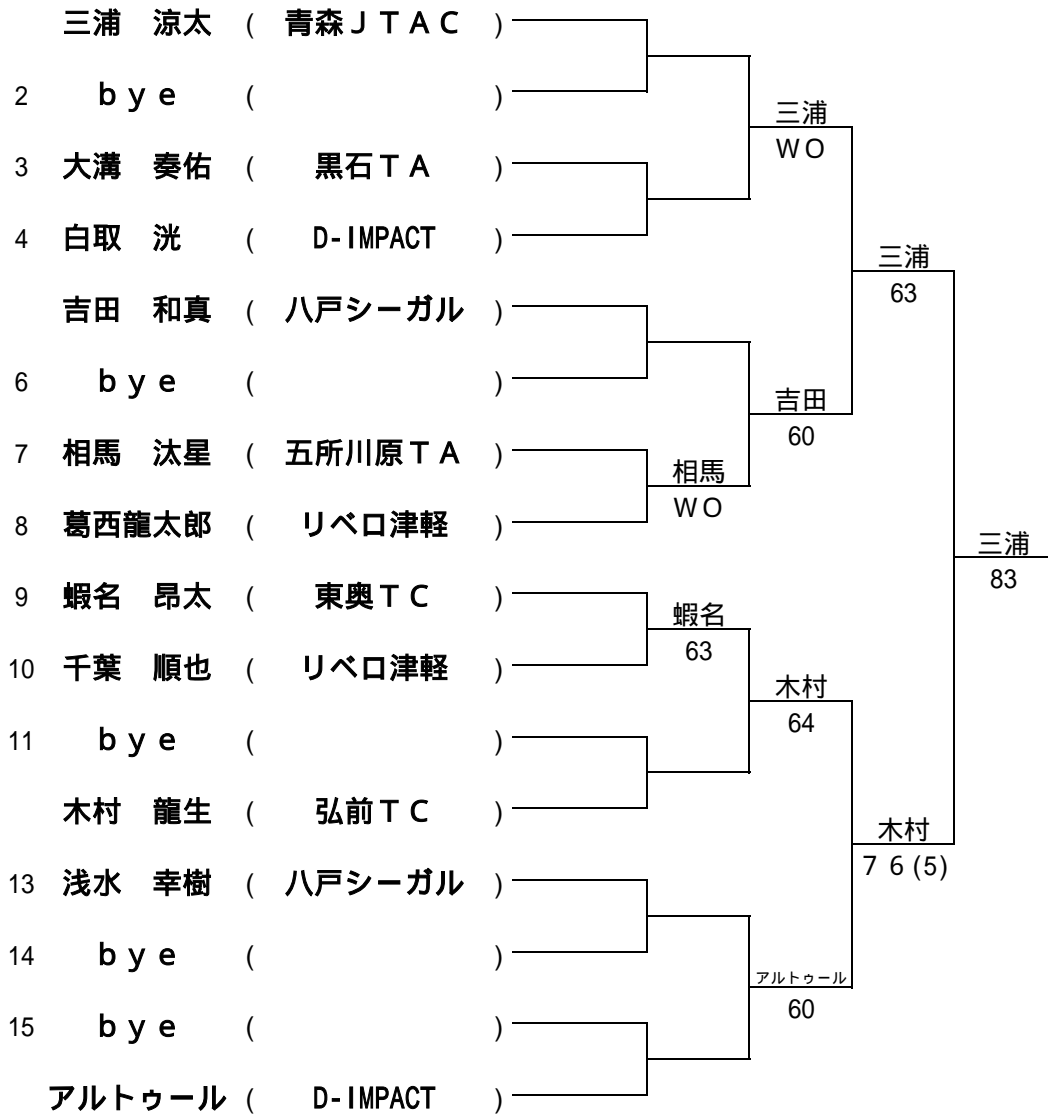 三浦　涼太 ( 青森ＪＴＡＣ )
2 ｂｙｅ ( )
三浦
ＷＯ
3 大溝　奏佑 ( 黒石ＴＡ )
4 白取　洸 ( D-IMPACT )
三浦
63
吉田　和真 ( 八戸シーガル )
6 ｂｙｅ ( )
吉田
60
7 相馬　汰星 ( 五所川原ＴＡ )
相馬
ＷＯ
8 葛西龍太郎 ( リベロ津軽 )
三浦
83
9 蝦名　昂太 ( 東奥ＴＣ )
蝦名
63
10 千葉　順也 ( リベロ津軽 )
木村
64
11 ｂｙｅ ( )
木村　龍生 ( 弘前ＴＣ )
木村
７６(5)
13 浅水　幸樹 ( 八戸シーガル )
14 ｂｙｅ ( )
アルトゥール
60
15 ｂｙｅ ( )
アルトゥール ( D-IMPACT )